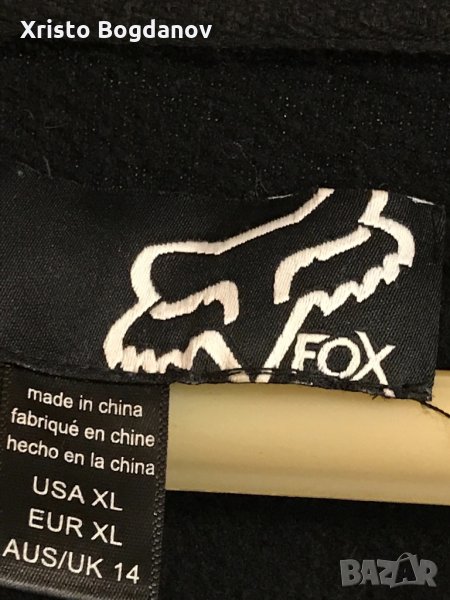 Xristo Bogdanov
FOX
made in china
fabriqué en chine
hecho en la china
USA XL
EUR XL
AUS/UK 14
BAZAR